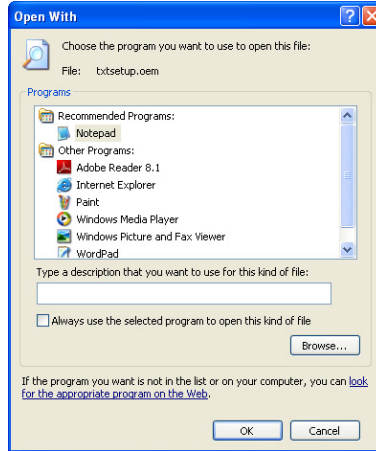 Open With
Choose the program you want to use to open this file:
File: txtsetup.oem
Programs
Recommended Programs:
Notepad
Other Programs:
Adobe Reader 8.1
Internet Explorer
Paint
Windows Media Player
Windows Picture and Fax Viewer
WordPad
Type a description that you want to use for this kind of file:
Always use the selected program to open this kind of file
Browse...
If the program you want is not in the list or on your computer, you can look
for the appropriate program on the Web.
OK Cancel